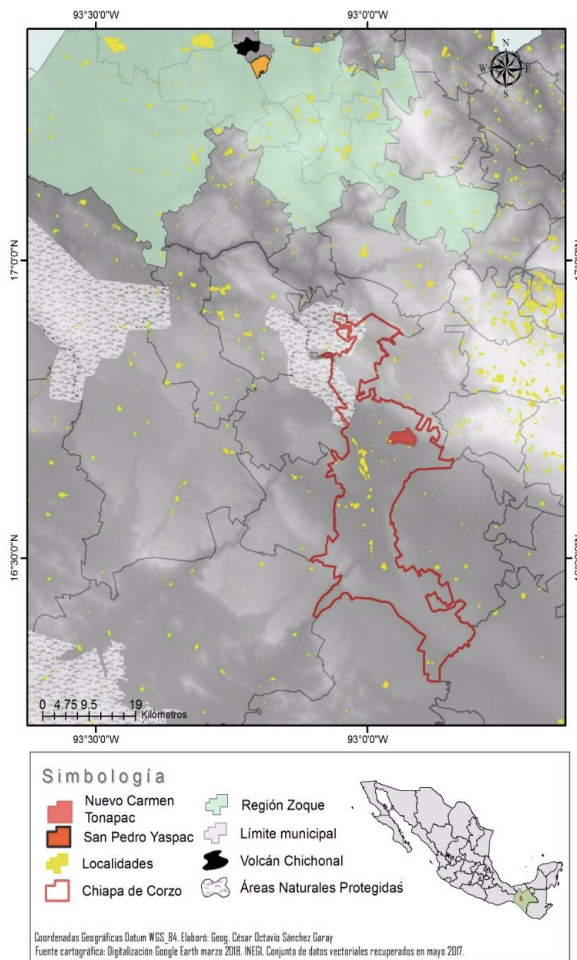 93°30'0"W 93°0'0"W
N
W E
S
17°0'0"N
16°30'0"N
0 4.75 9.5 19
Kilómetros
93°30'0"W 93°0'0"W
Simbología
Nuevo Carmen
Tonapac
San Pedro Yaspac
Localidades
Chiapa de Corzo
Región Zoque
Límite municipal
Volcán Chichonal
Áreas Naturales Protegidas
Coordenadas Geográficas Datum WGS_84. Elaboró: Geog. César Octavio Sánchez Garay
Fuente cartográfica: Digitalización Google Earth marzo 2018. INEGI. Conjunto de datos vectoriales recuperados en mayo 2017.